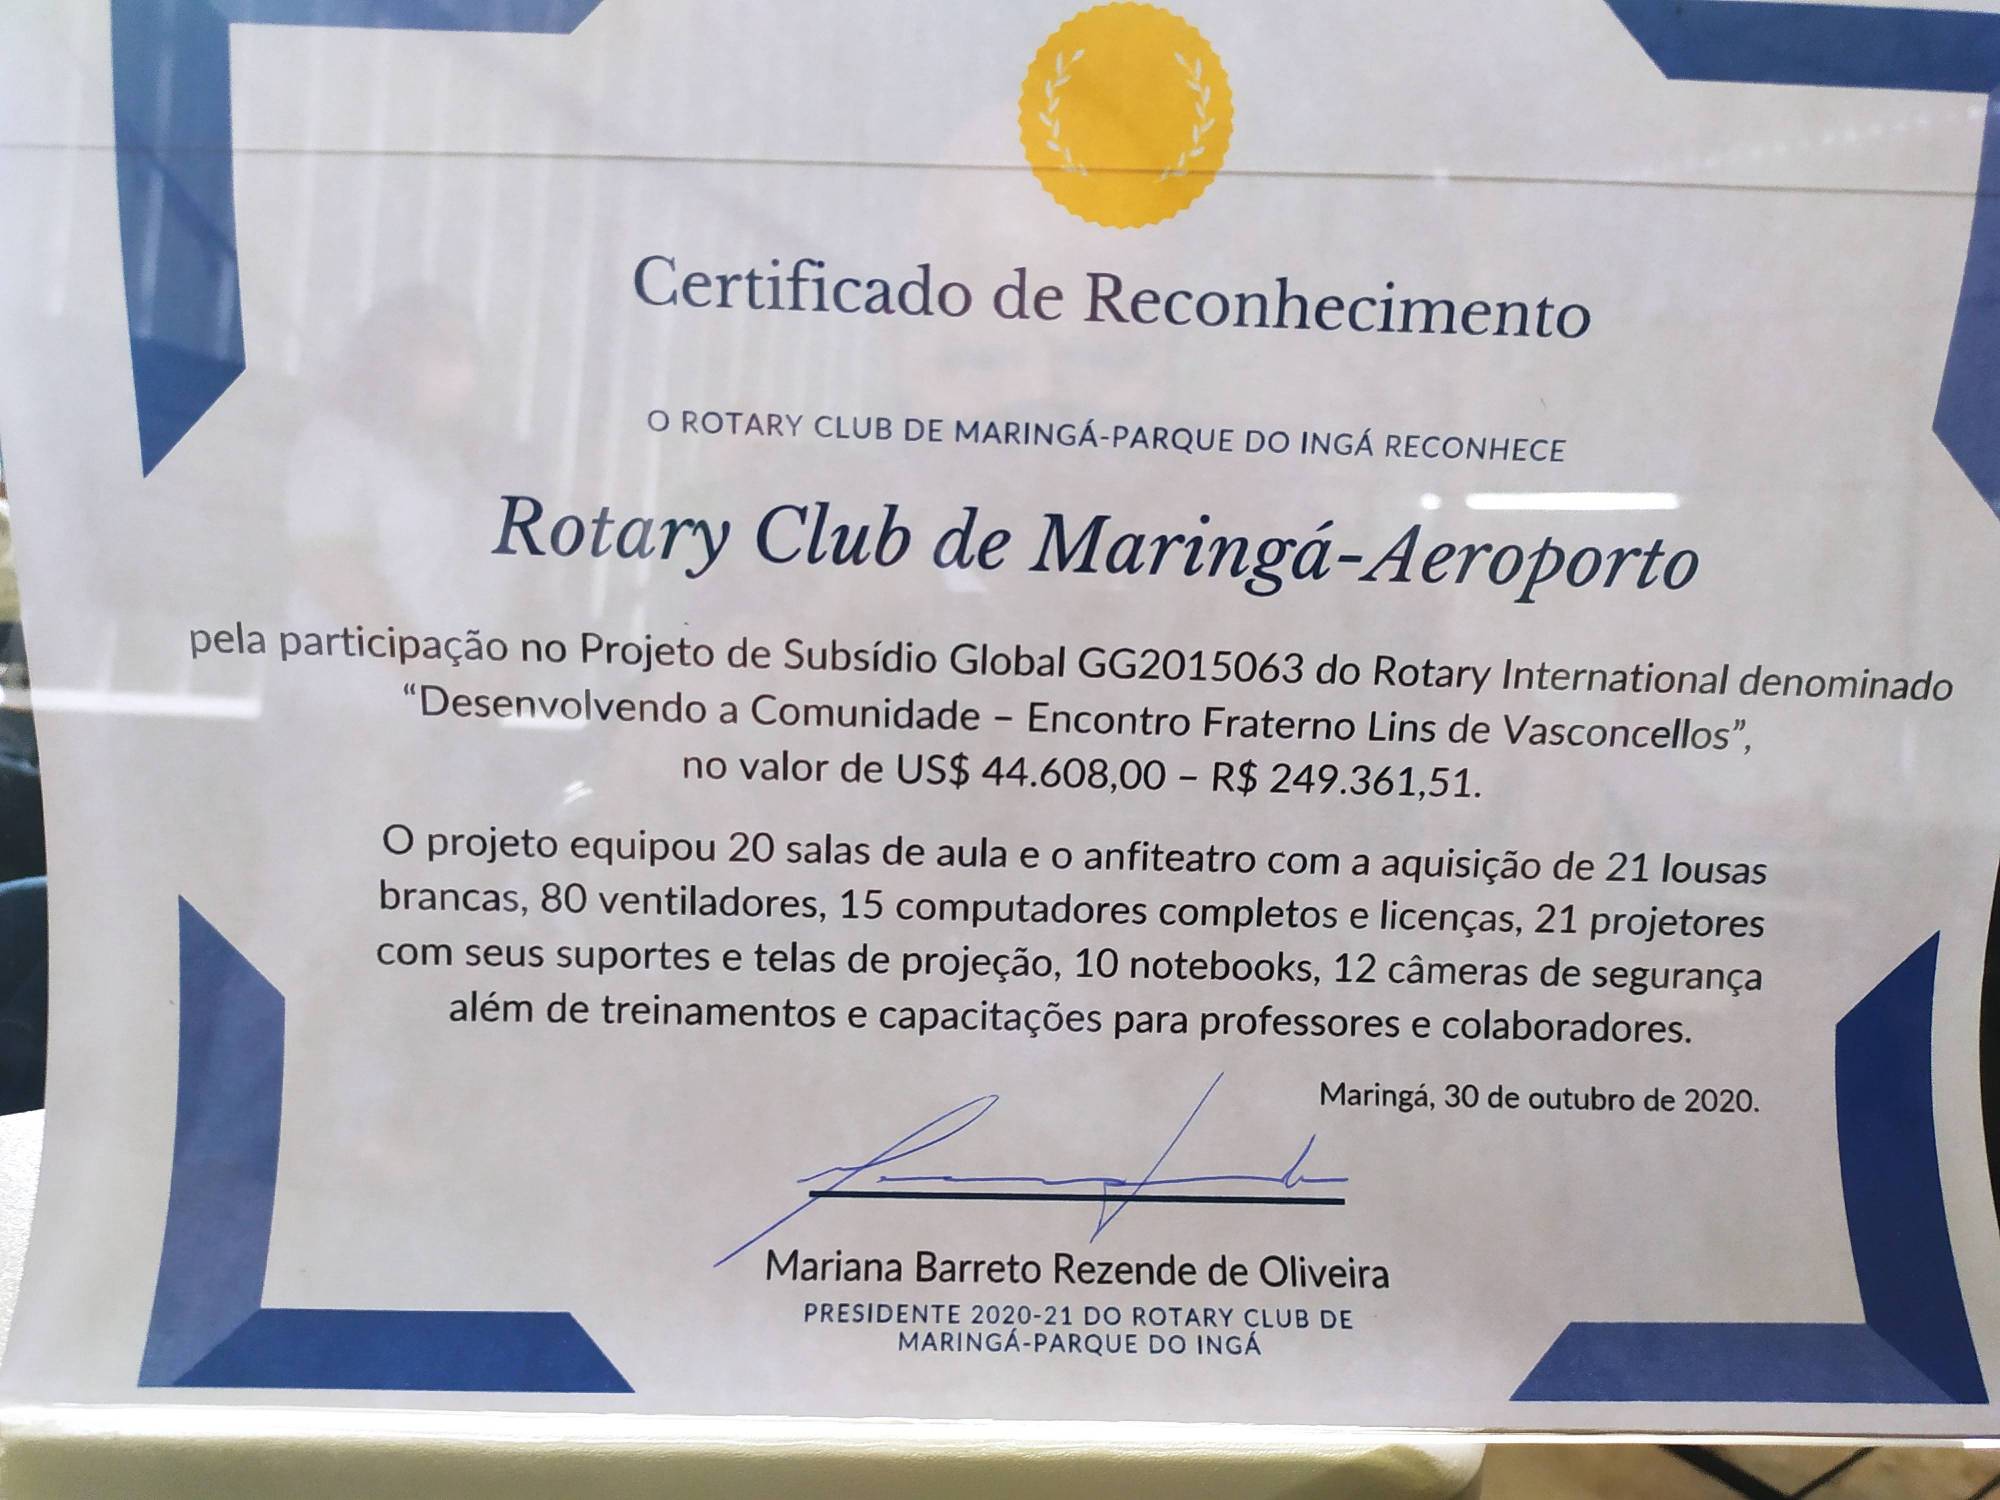 Certificado de Reconhecimento
O ROTARY CLUB DE MARINGÁ-PARQUE DO INGÁ RECONHECE
Rotary Club de Maringá-Aeroporto
pela participação no Projeto de Subsídio Global GG2015063 do Rotary International denominado
“Desenvolvendo a Comunidade – Encontro Fraterno Lins de Vasconcellos”,
no valor de US$ 44.608,00 – R$ 249.361,51.
O projeto equipou 20 salas de aula e o anfiteatro com a aquisição de 21 lousas
brancas, 80 ventiladores, 15 computadores completos e licenças, 21 projetores
com seus suportes e telas de projeção, 10 notebooks, 12 câmeras de segurança
além de treinamentos e capacitações para professores e colaboradores.
Maringá, 30 de outubro de 2020.
Mariana Barreto Rezende de Oliveira
PRESIDENTE 2020-21 DO ROTARY CLUB DE
MARINGÁ-PARQUE DO INGÁ